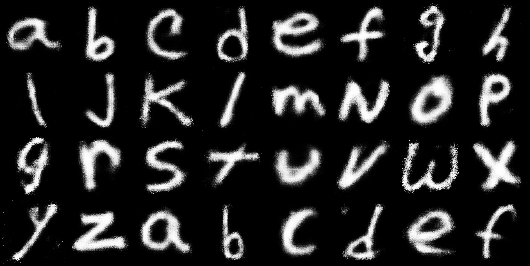 a b c d e f g h
i j k l m n o p
q r s t u v w x
y z a b c d e f